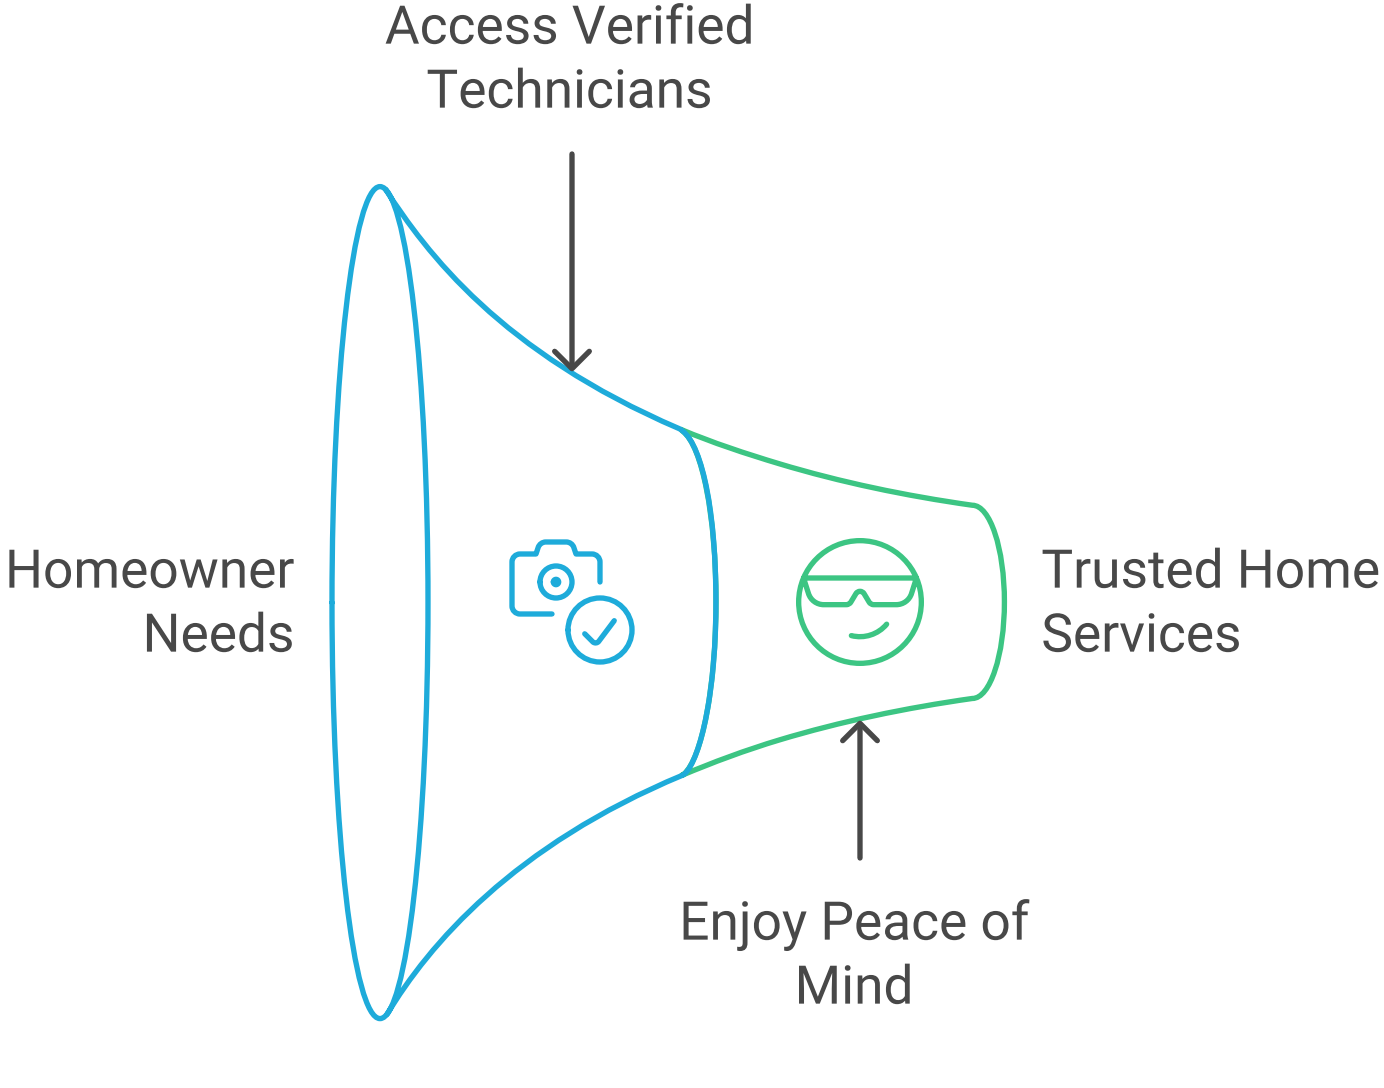 Access Verified
Technicians
Homeowner
Needs
Trusted Home
Services
Enjoy Peace of
Mind